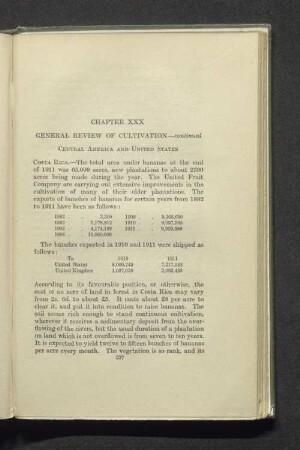 CHAPTER XXX
GENERAL REVIEW OF CULTIVATION—continued
CENTRAL AMERICA AND UNITED STATES
COSTA RICA.—The total area under bananas at the end
of 1911 was 65,000 acres, new plantations to about 2200
acres being made during the year. The United Fruit
Company are carrying out extensive improvements in the
cultivation of many of their older plantations. The
exports of bunches of bananas for certain years from 1882
to 1911 have been as follows:
1882 1909
1910
1911
The bunches exported in 1910 and 1911 were shipped as
follows:
To 1910 1911
United States
United Kingdom
According to its favourable position, or otherwise, the
cost of an acre of land in forest in Costa Rica may vary
from 2s. 6d. to about £5. It costs about £8 per acre to
clear it, and put it into condition to raise bananas. The
soil seems rich enough to stand continuous cultivation,
wherever it receives a sedimentary deposit from the over-
flowing of the rivers, but the usual duration of a plantation
on land which is not overflowed is from seven to ten years.
It is expected to yield twelve to fifteen bunches of bananas
per acre every month. The vegetation is so rank, and its